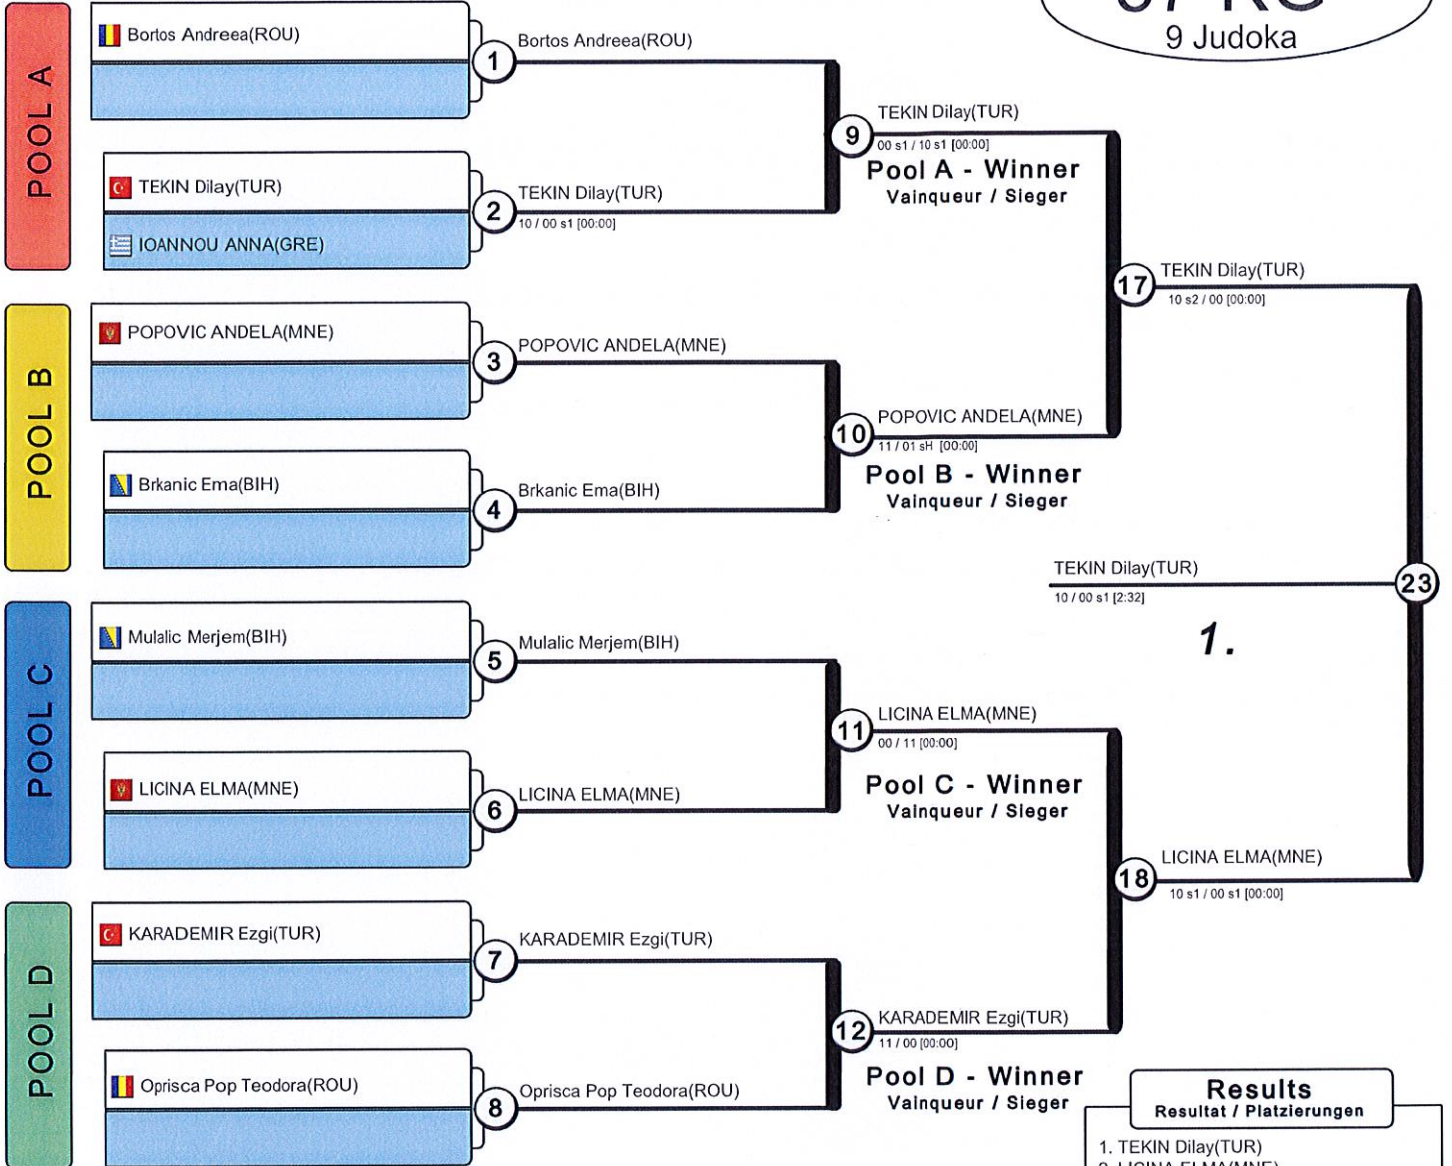 9 Judoka
POOL A
Bortos Andreea(ROU)
1
Bortos Andreea(ROU)
TEKIN Dilay(TUR)
IOANNOU ANNA(GRE)
2
TEKIN Dilay(TUR)
10 / 00 s1 [00:00]
9
TEKIN Dilay(TUR)
00 s1 / 10 s1 [00:00]
Pool A - Winner
Vainqueur / Sieger
POOL B
POPOVIC ANDELA(MNE)
3
POPOVIC ANDELA(MNE)
Brkanic Ema(BIH)
4
Brkanic Ema(BIH)
10
POPOVIC ANDELA(MNE)
11 / 01 sH [00:00]
Pool B - Winner
Vainqueur / Sieger
17
TEKIN Dilay(TUR)
10 s2 / 00 [00:00]
TEKIN Dilay(TUR)
10 / 00 s1 [2:32]
1.
23
POOL C
Mulalic Merjem(BIH)
5
Mulalic Merjem(BIH)
LICINA ELMA(MNE)
6
LICINA ELMA(MNE)
11
LICINA ELMA(MNE)
00 / 11 [00:00]
Pool C - Winner
Vainqueur / Sieger
18
LICINA ELMA(MNE)
10 s1 / 00 s1 [00:00]
POOL D
KARADEMIR Ezgi(TUR)
7
KARADEMIR Ezgi(TUR)
Oprisca Pop Teodora(ROU)
8
Oprisca Pop Teodora(ROU)
12
KARADEMIR Ezgi(TUR)
11 / 00 [00:00]
Pool D - Winner
Vainqueur / Sieger
Results
Resultat / Platzierungen
1. TEKIN Dilay(TUR)
2. LICINA ELMA(MNE)